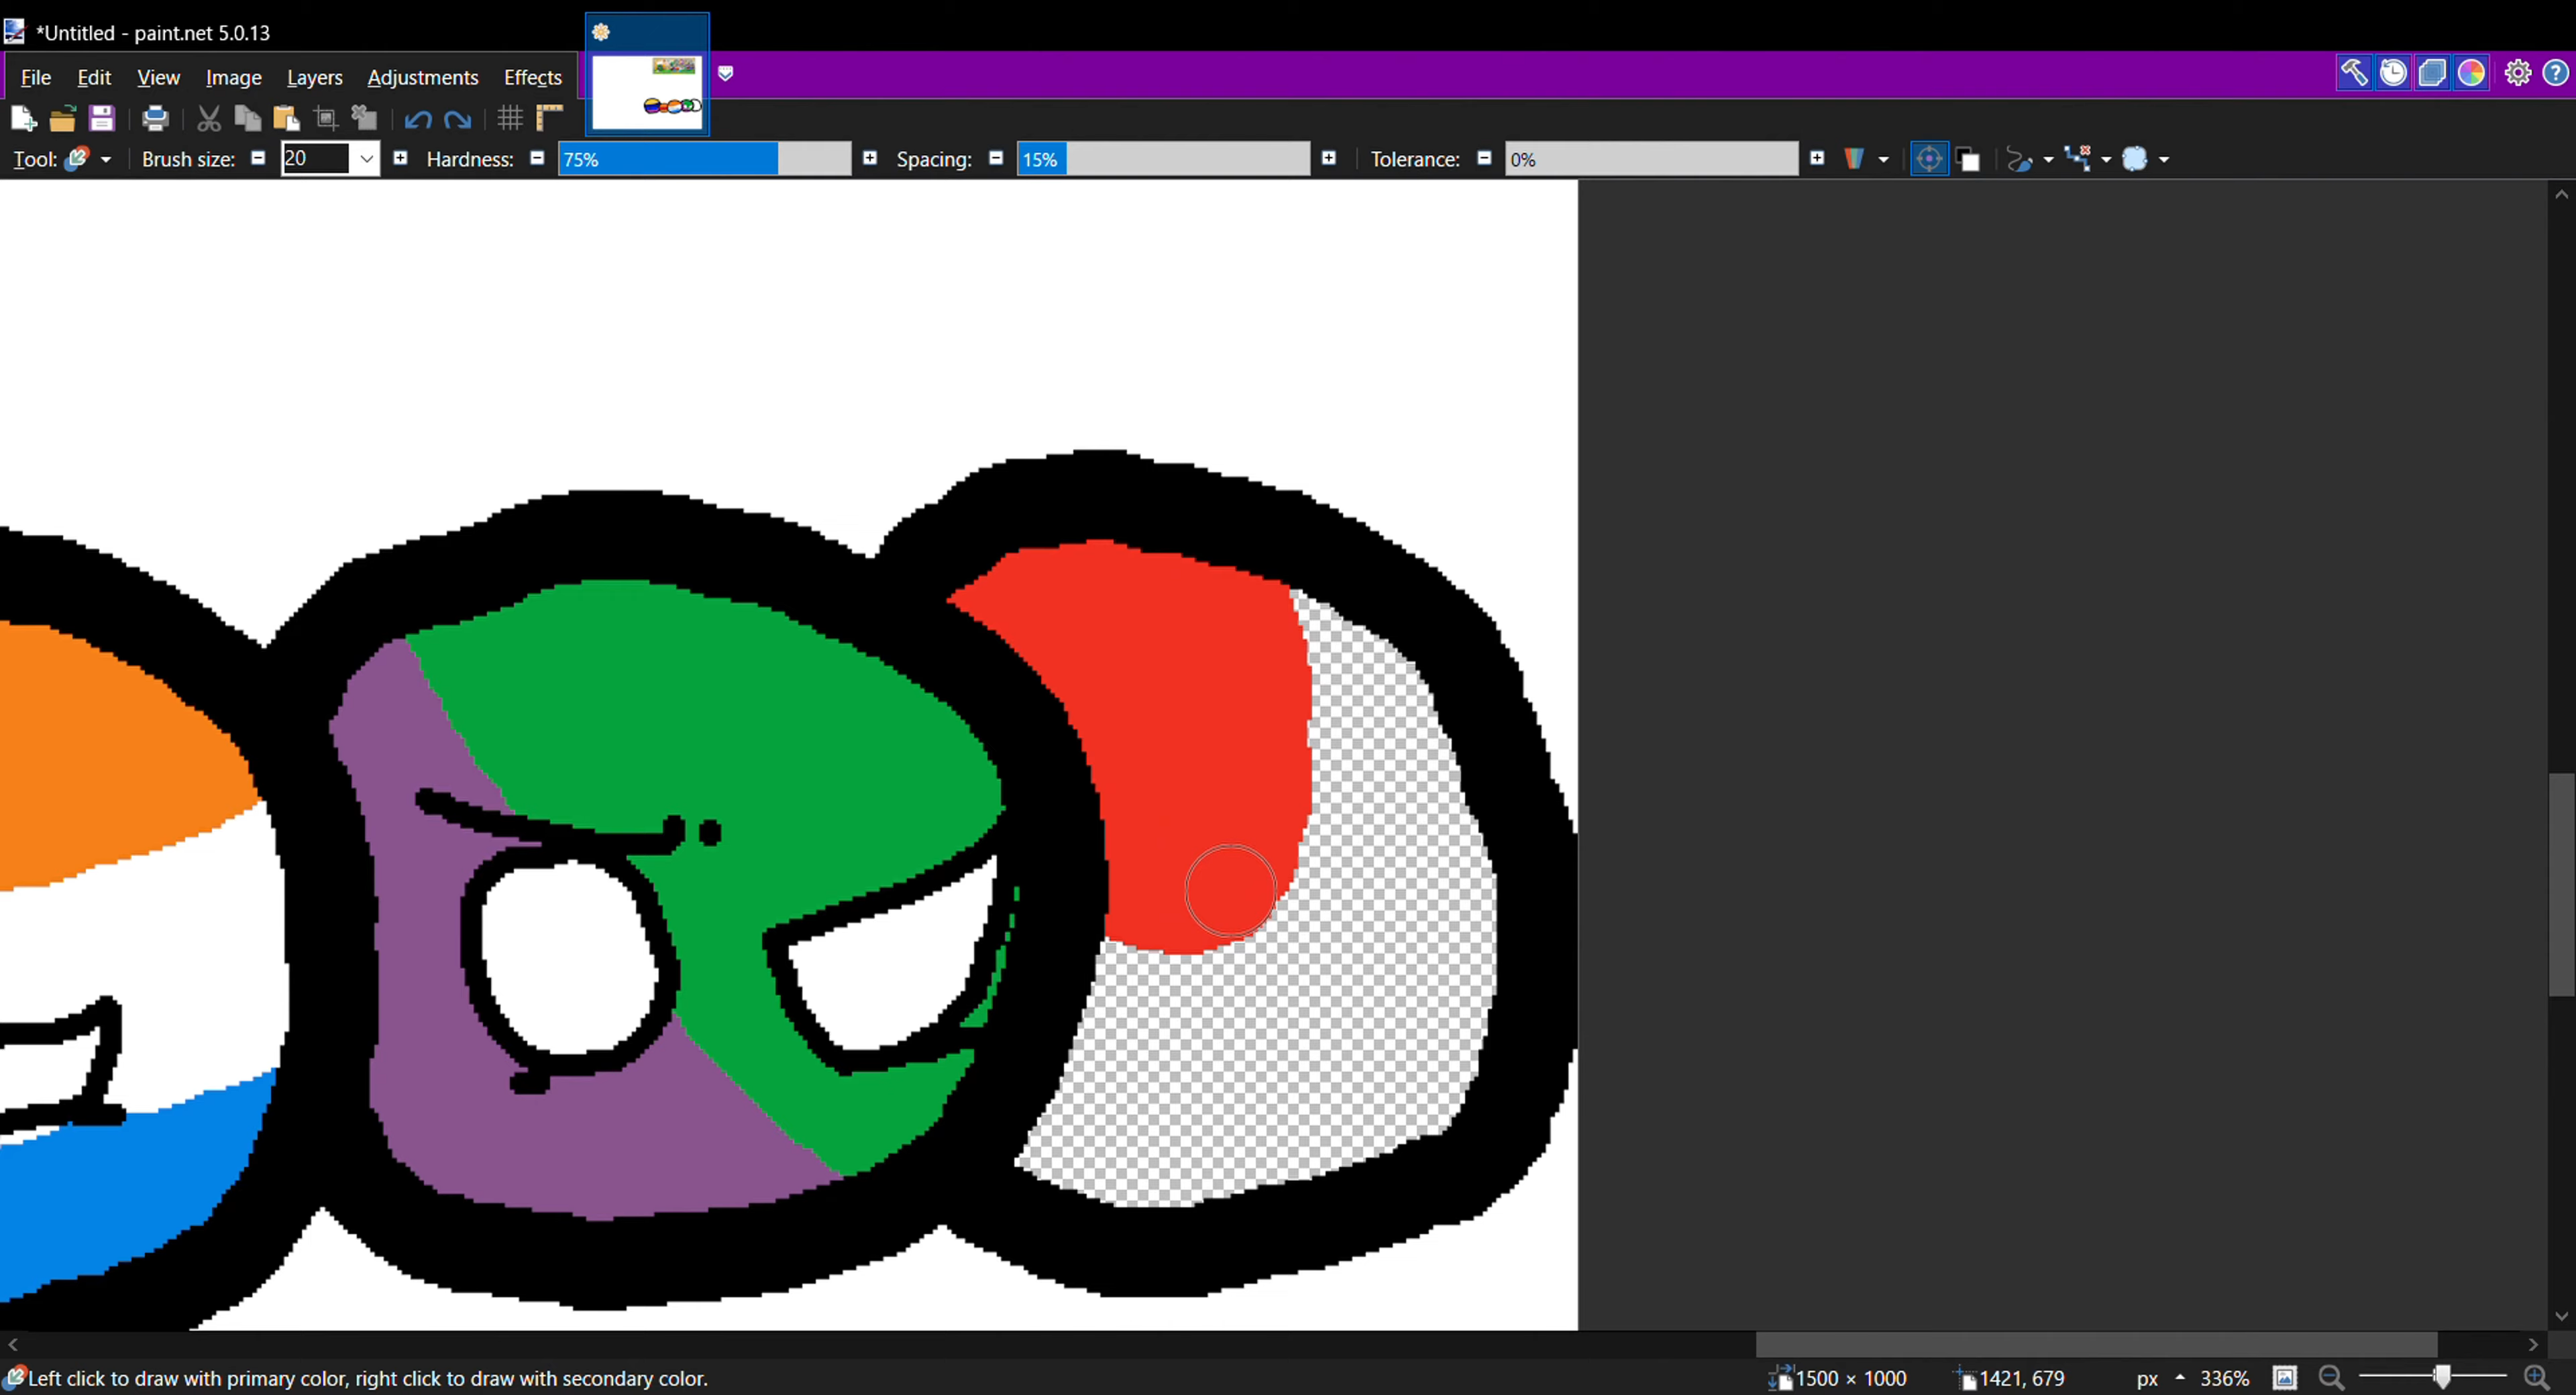 *Untitled - paint.net 5.0.13
File Edit View Image Layers Adjustments Effects
Tool: Brush size: 20 Hardness: 75% Spacing: 15% Tolerance: 0%
Left click to draw with primary color, right click to draw with secondary color. 1500 × 1000 1421, 679 px 336%